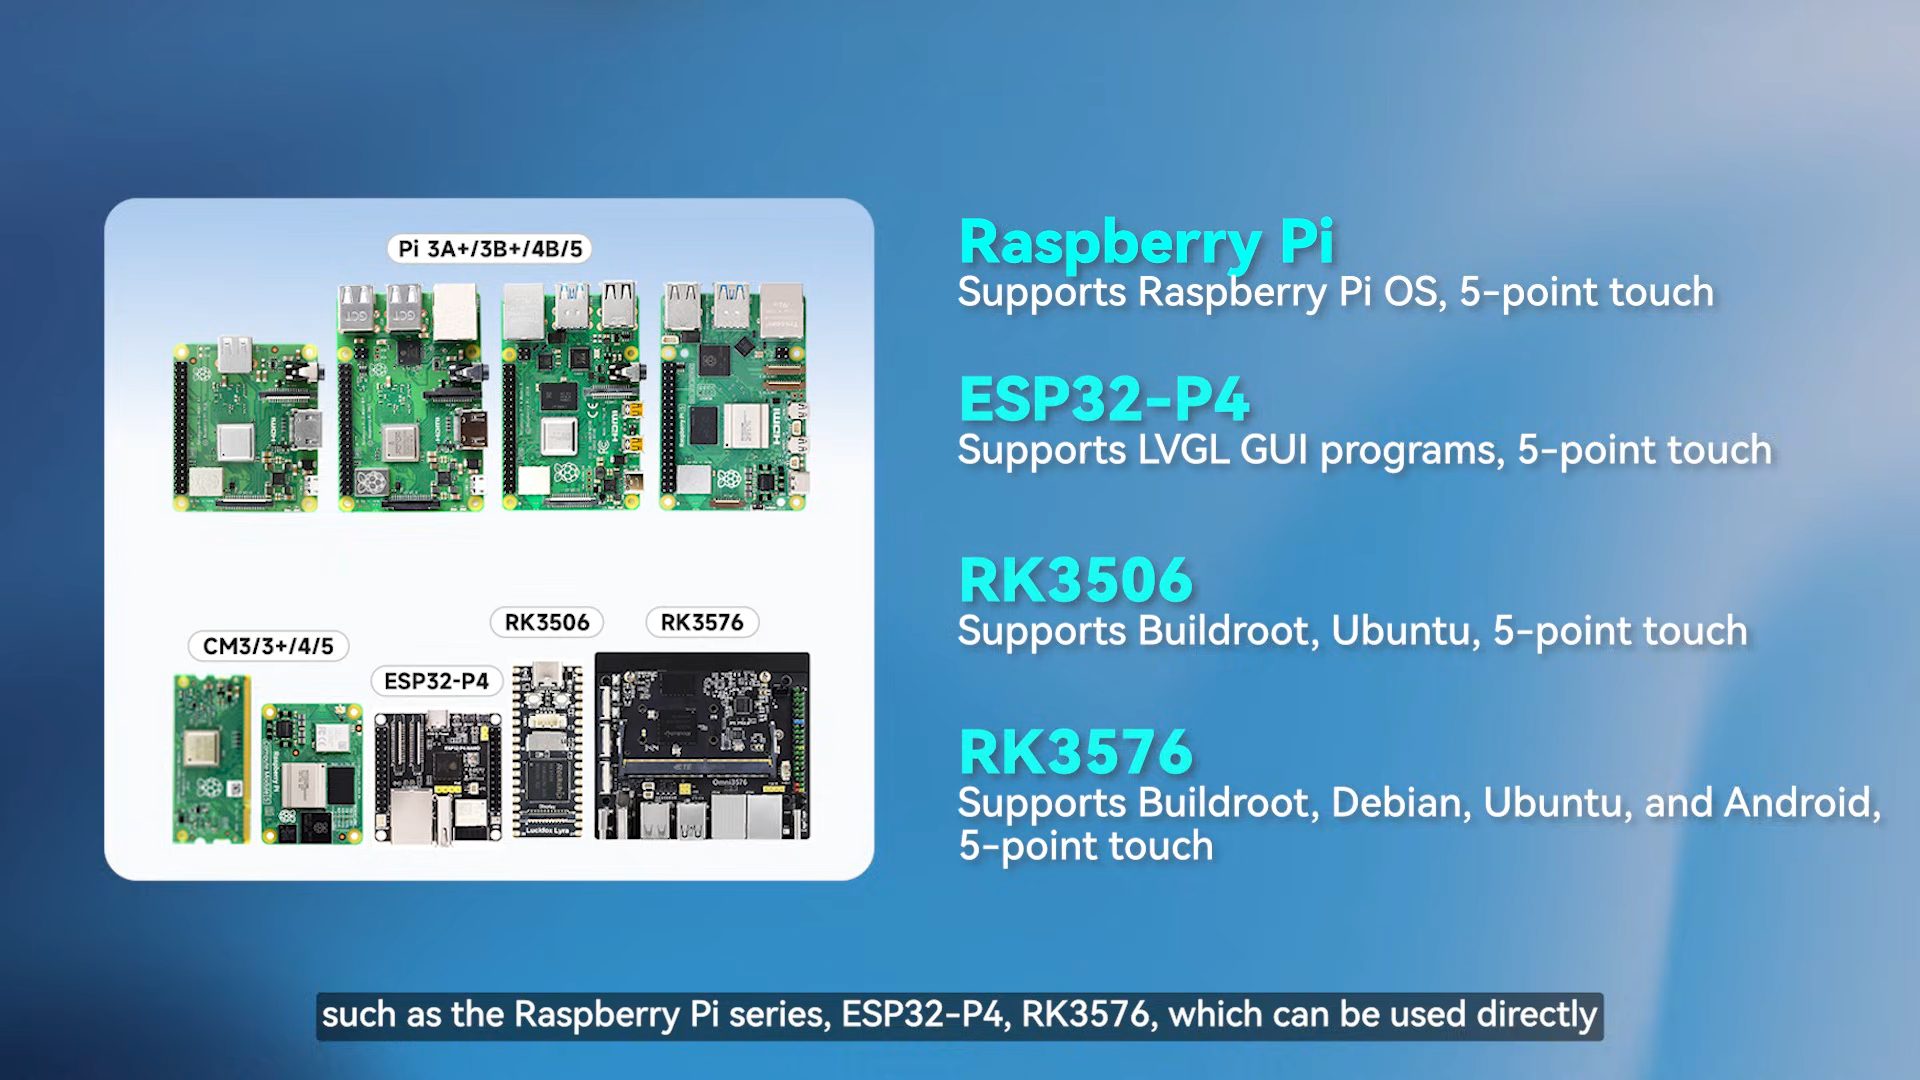 Pi 3A+/3B+/4B/5
CM3/3+/4/5
ESP32-P4
RK3506
RK3576
Luckfox Lyra
Omni3576
Raspberry Pi
Supports Raspberry Pi OS, 5-point touch
ESP32-P4
Supports LVGL GUI programs, 5-point touch
RK3506
Supports Buildroot, Ubuntu, 5-point touch
RK3576
Supports Buildroot, Debian, Ubuntu, and Android,
5-point touch
such as the Raspberry Pi series, ESP32-P4, RK3576, which can be used directly